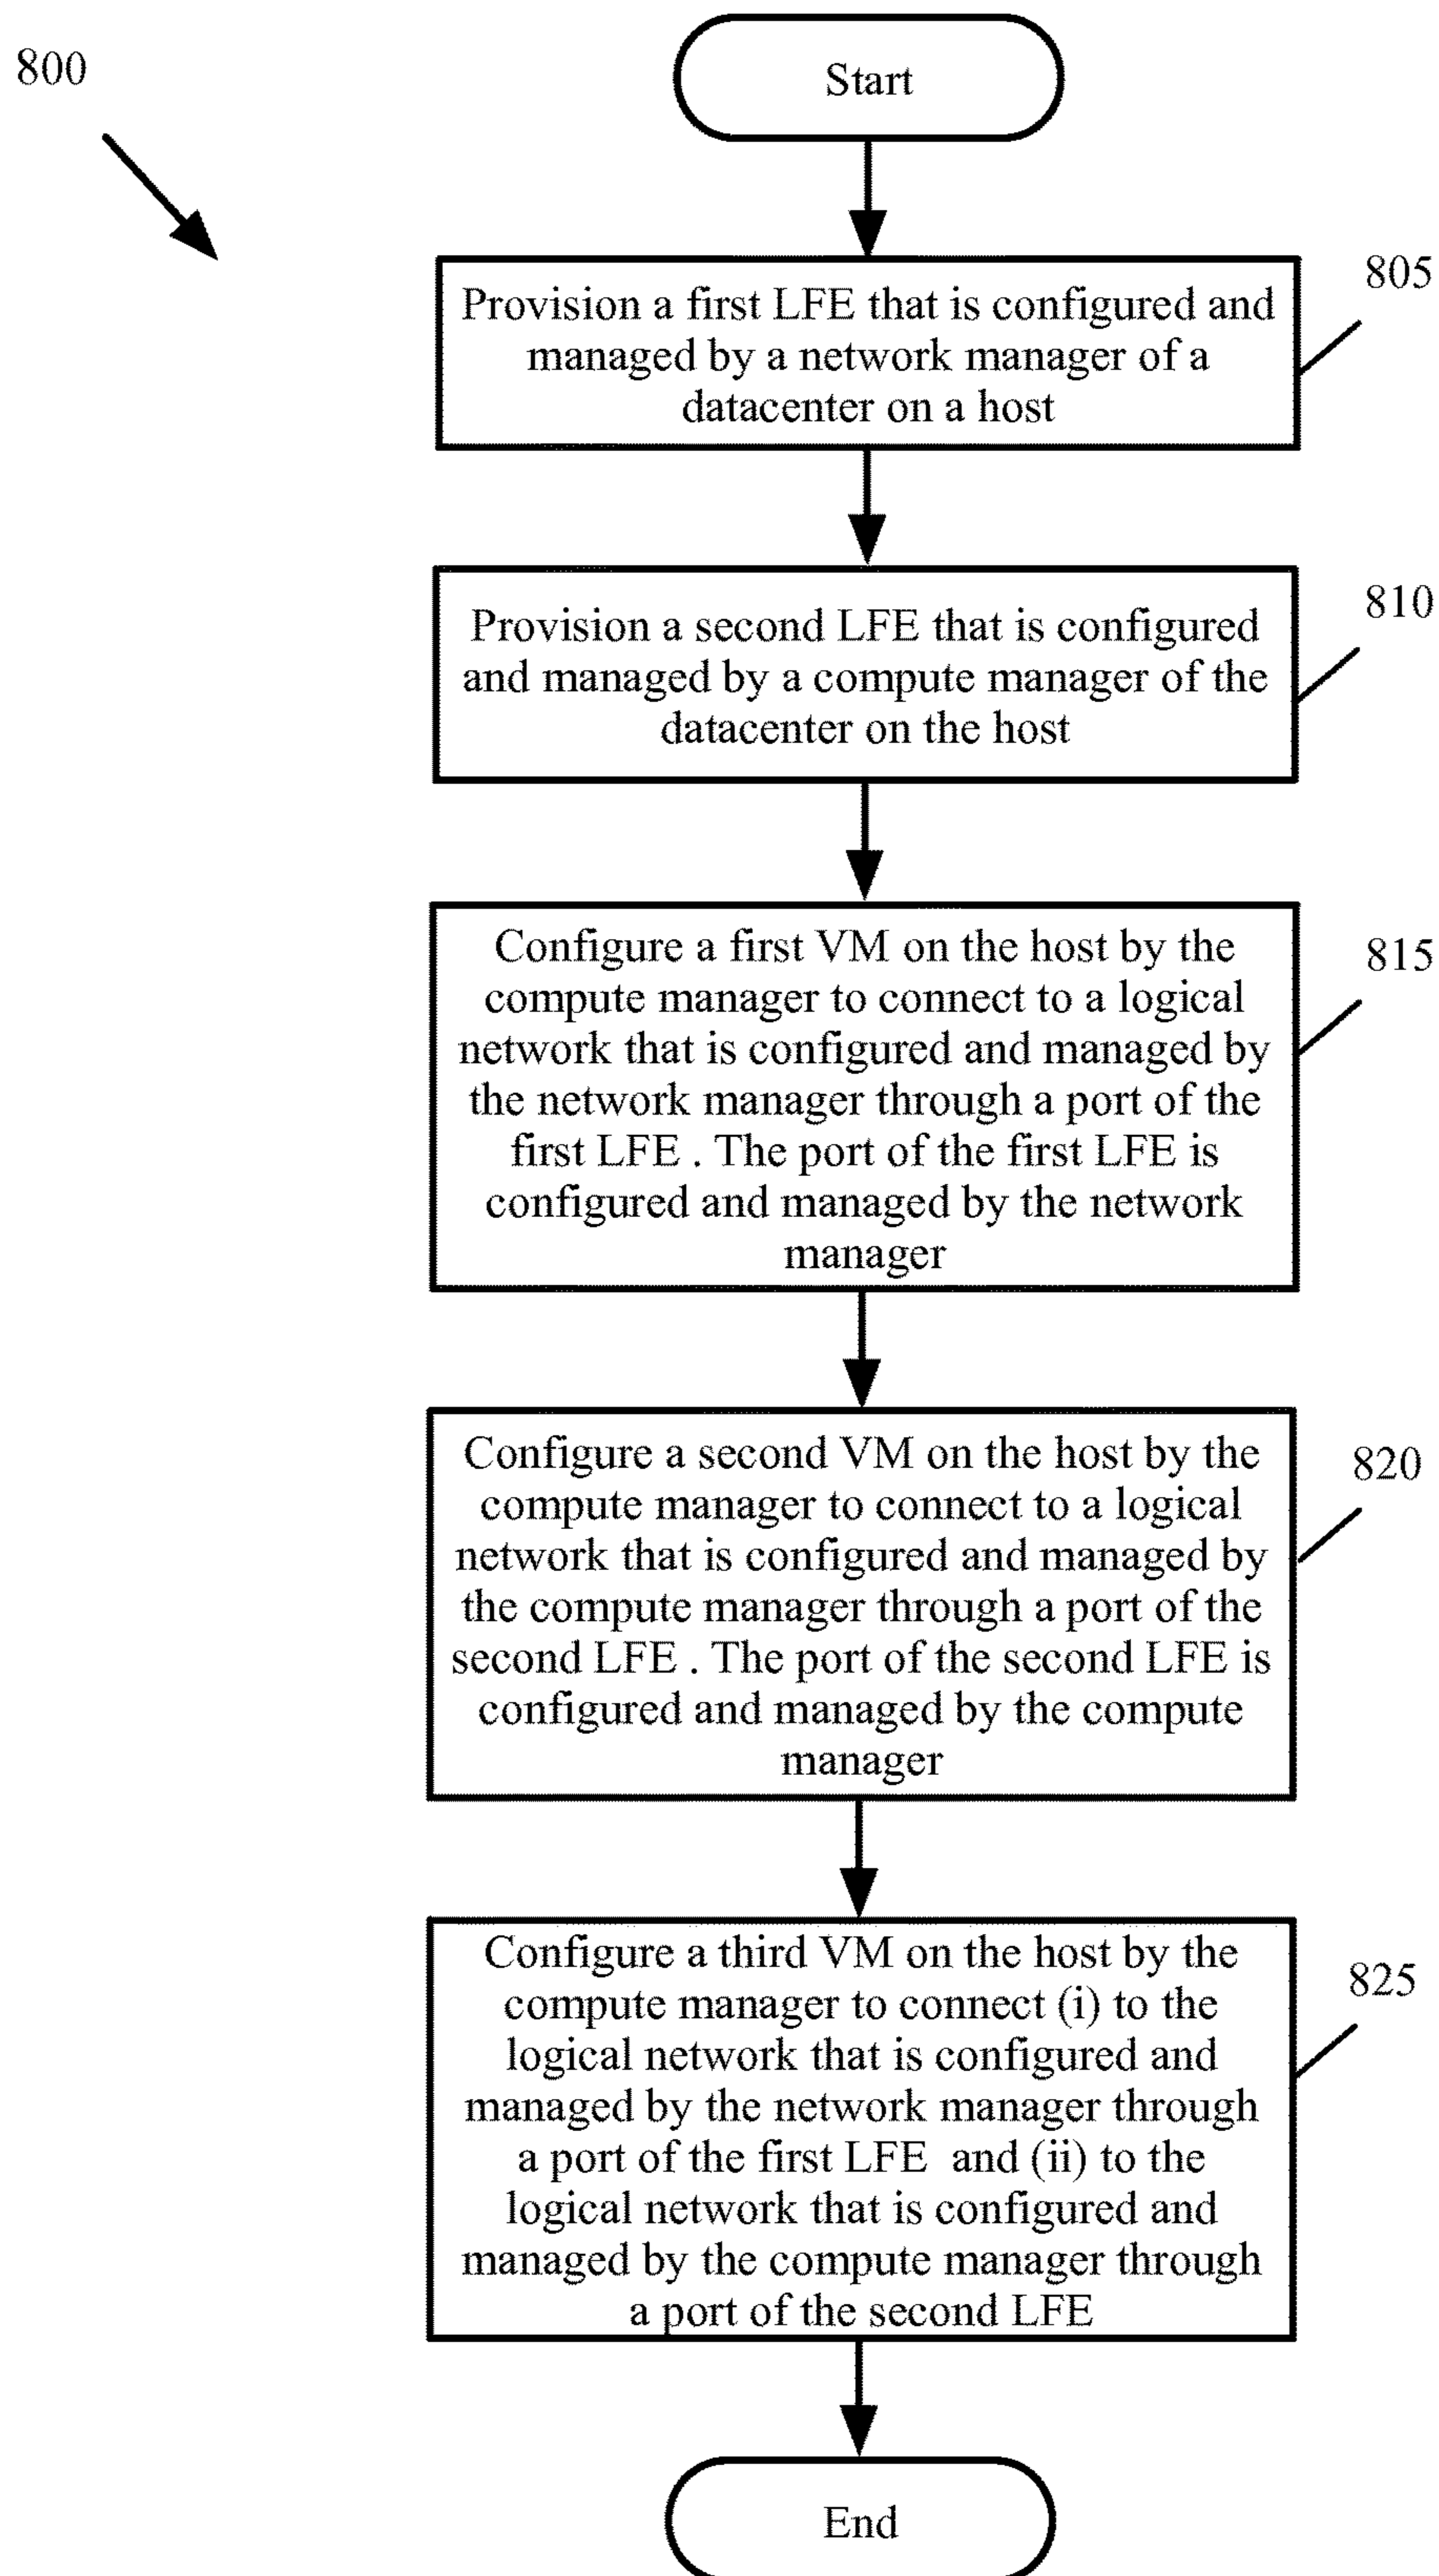 800
Start
805
Provision a first LFE that is configured and
managed by a network manager of a
datacenter on a host
810
Provision a second LFE that is configured
and managed by a compute manager of the
datacenter on the host
815
Configure a first VM on the host by the
compute manager to connect to a logical
network that is configured and managed by
the network manager through a port of the
first LFE . The port of the first LFE is
configured and managed by the network
manager
820
Configure a second VM on the host by the
compute manager to connect to a logical
network that is configured and managed by
the compute manager through a port of the
second LFE . The port of the second LFE is
configured and managed by the compute
manager
825
Configure a third VM on the host by the
compute manager to connect (i) to the
logical network that is configured and
managed by the network manager through
a port of the first LFE and (ii) to the
logical network that is configured and
managed by the compute manager through
a port of the second LFE
End